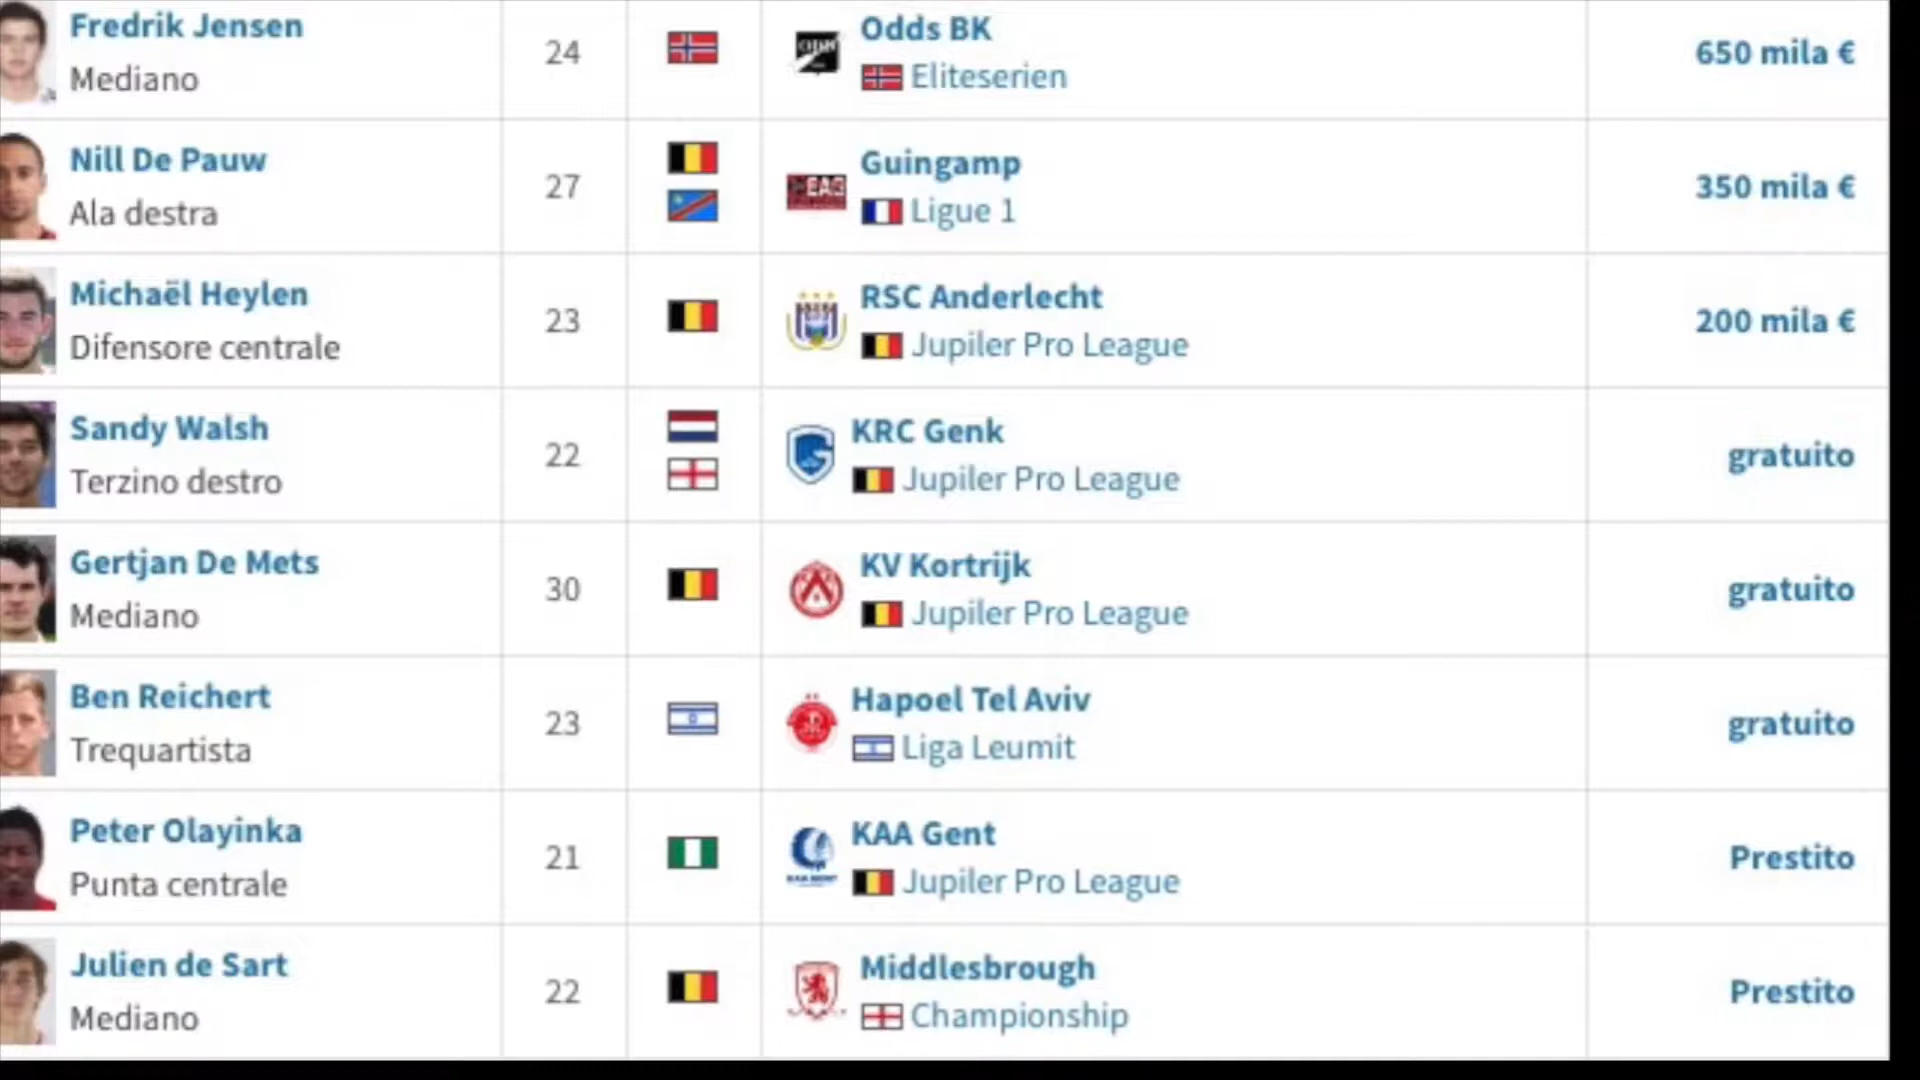 Fredrik Jensen
Mediano
24
Odds BK
Eliteserien
650 mila €
Nill De Pauw
Ala destra
27
EAG
Guingamp
Ligue 1
350 mila €
Michaël Heylen
Difensore centrale
23
RSC Anderlecht
Jupiler Pro League
200 mila €
Sandy Walsh
Terzino destro
22
KRC Genk
Jupiler Pro League
gratuito
Gertjan De Mets
Mediano
30
KV Kortrijk
Jupiler Pro League
gratuito
Ben Reichert
Trequartista
23
Hapoel Tel Aviv
Liga Leumit
gratuito
Peter Olayinka
Punta centrale
21
KAA Gent
Jupiler Pro League
Prestito
Julien de Sart
Mediano
22
Middlesbrough
Championship
Prestito